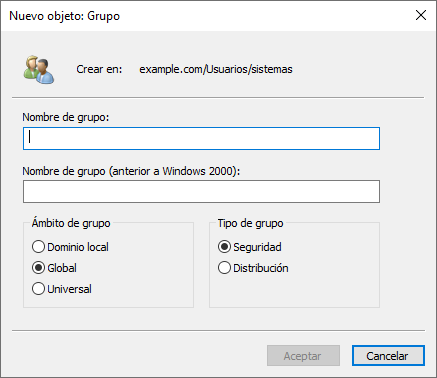 Nuevo objeto: Grupo
Crear en: example.com/Usuarios/sistemas
Nombre de grupo:
Nombre de grupo (anterior a Windows 2000):
Ámbito de grupo
Dominio local
Global
Universal
Tipo de grupo
Seguridad
Distribución
Aceptar
Cancelar